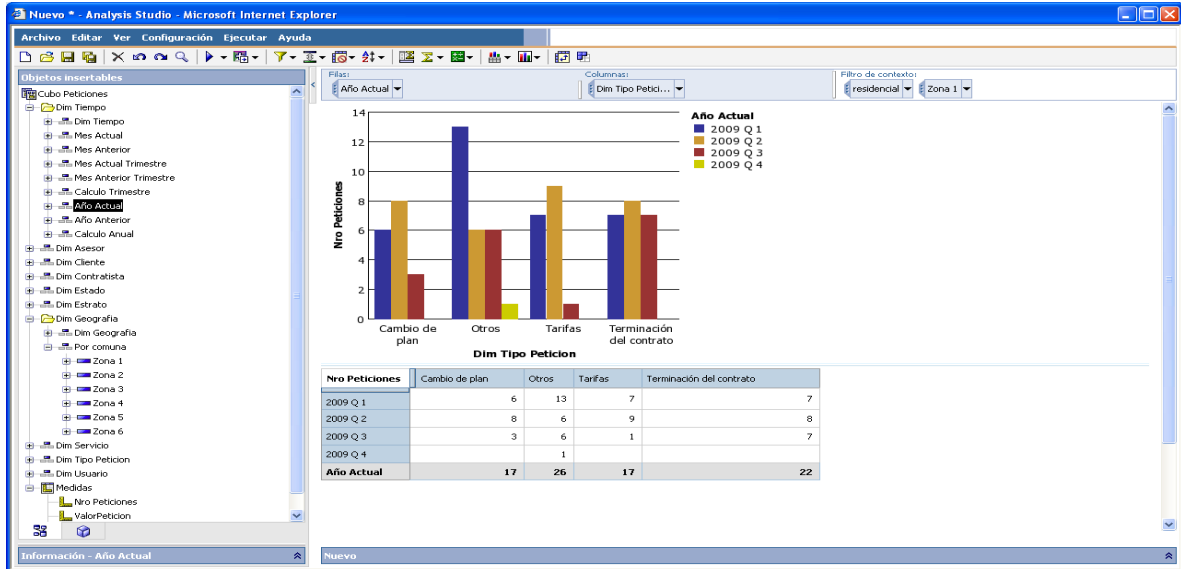 Nuevo * - Analysis Studio - Microsoft Internet Explorer
Archivo Editar Ver Configuración Ejecutar Ayuda
Objetos insertables
Cubo Peticiones
Dim Tiempo
Dim Tiempo
Mes Actual
Mes Anterior
Mes Actual Trimestre
Mes Anterior Trimestre
Calculo Trimestre
Año Actual
Año Anterior
Calculo Anual
Dim Asesor
Dim Cliente
Dim Contratista
Dim Estado
Dim Estrato
Dim Geografia
Dim Geografia
Por comuna
Zona 1
Zona 2
Zona 3
Zona 4
Zona 5
Zona 6
Dim Servicio
Dim Tipo Peticion
Dim Usuario
Medidas
Nro Peticiones
ValorPeticion
Información - Año Actual
Filas:
Año Actual
Columnas:
Dim Tipo Petici...
Filtro de contexto:
residencial Zona 1
Nro Peticiones
14
12
10
8
6
4
2
0
Cambio de plan
Otros
Tarifas
Terminación del contrato
Dim Tipo Peticion
Año Actual
2009 Q 1
2009 Q 2
2009 Q 3
2009 Q 4
Nro Peticiones Cambio de plan Otros Tarifas Terminación del contrato
2009 Q 1 6 13 7 7
2009 Q 2 8 6 9 8
2009 Q 3 3 6 1 7
2009 Q 4 1
Año Actual 17 26 17 22
Nuevo